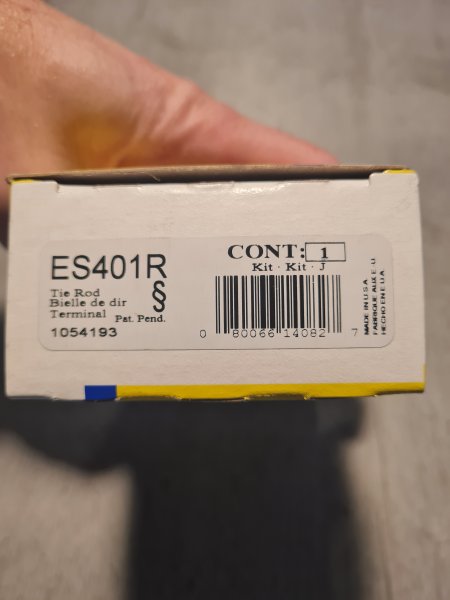 ES401R
§
Tie Rod
Bielle de dir
Terminal Pat. Pend.
1054193
CONT: 1
Kit · Kit · J
0 80066 14082 7
MADE IN U.S.A.
FABRIQUE AUX E.-U
HECHO EN E.U.A.